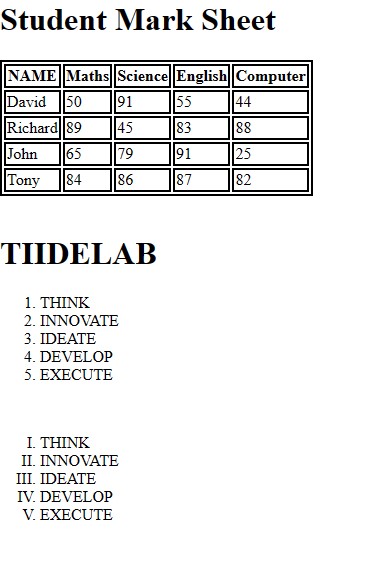 Student Mark Sheet
NAME Maths Science English Computer
David 50 91 55 44
Richard 89 45 83 88
John 65 79 91 25
Tony 84 86 87 82
TIIDELAB
1. THINK
2. INNOVATE
3. IDEATE
4. DEVELOP
5. EXECUTE
I. THINK
II. INNOVATE
III. IDEATE
IV. DEVELOP
V. EXECUTE